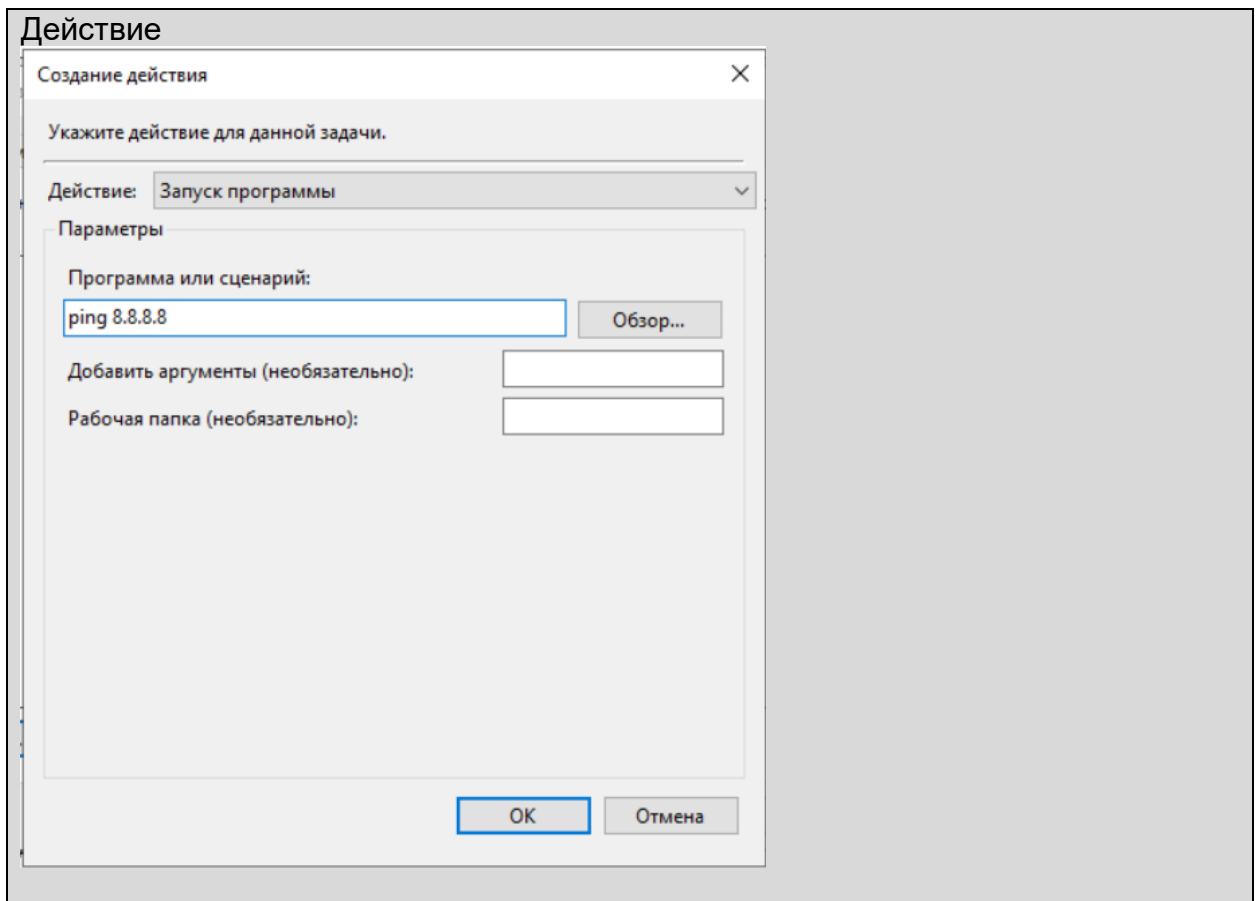 Действие
Создание действия
Укажите действие для данной задачи.
Действие: Запуск программы
Параметры
Программа или сценарий:
ping 8.8.8.8 Обзор...
Добавить аргументы (необязательно):
Рабочая папка (необязательно):
ОК Отмена